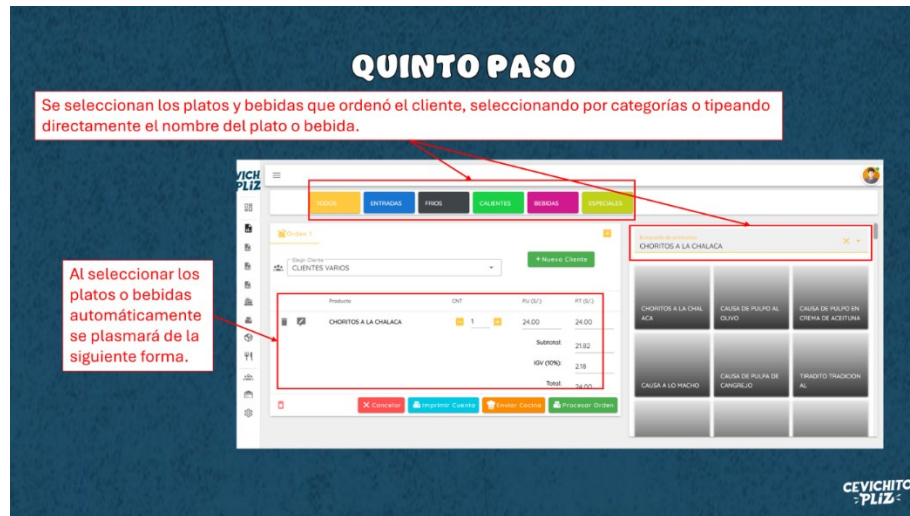 QUINTO PASO
Se seleccionan los platos y bebidas que ordenó el cliente, seleccionando por categorías o tipeando
directamente el nombre del plato o bebida.
VICH
PLiZ
TODOS ENTRADAS FRIOS CALIENTES BEBIDAS ESPECIALES
Orden 1
Elegir Cliente
CLIENTES VARIOS
+Nuevo Cliente
Al seleccionar los
platos o bebidas
automáticamente
se plasmará de la
siguiente forma.
Producto CNT P.U (S/.) P.T (S/.)
CHORITOS A LA CHALACA 1 24.00 24.00
Subtotal: 21.82
IGV (10%): 2.18
Total: 24.00
Cancelar Imprimir Cuenta Enviar Cocina Procesar Orden
CHORITOS A LA CHALACA
CHORITOS A LA CHAL
ACA
CAUSA DE PULPO AL
OLIVO
CAUSA DE PULPO EN
CREMA DE ACEITUNA
CAUSA A LO MACHO
CAUSA DE PULPA DE
CANGREJO
TIRADITO TRADICION
AL
CEVICHITO
PLiZ